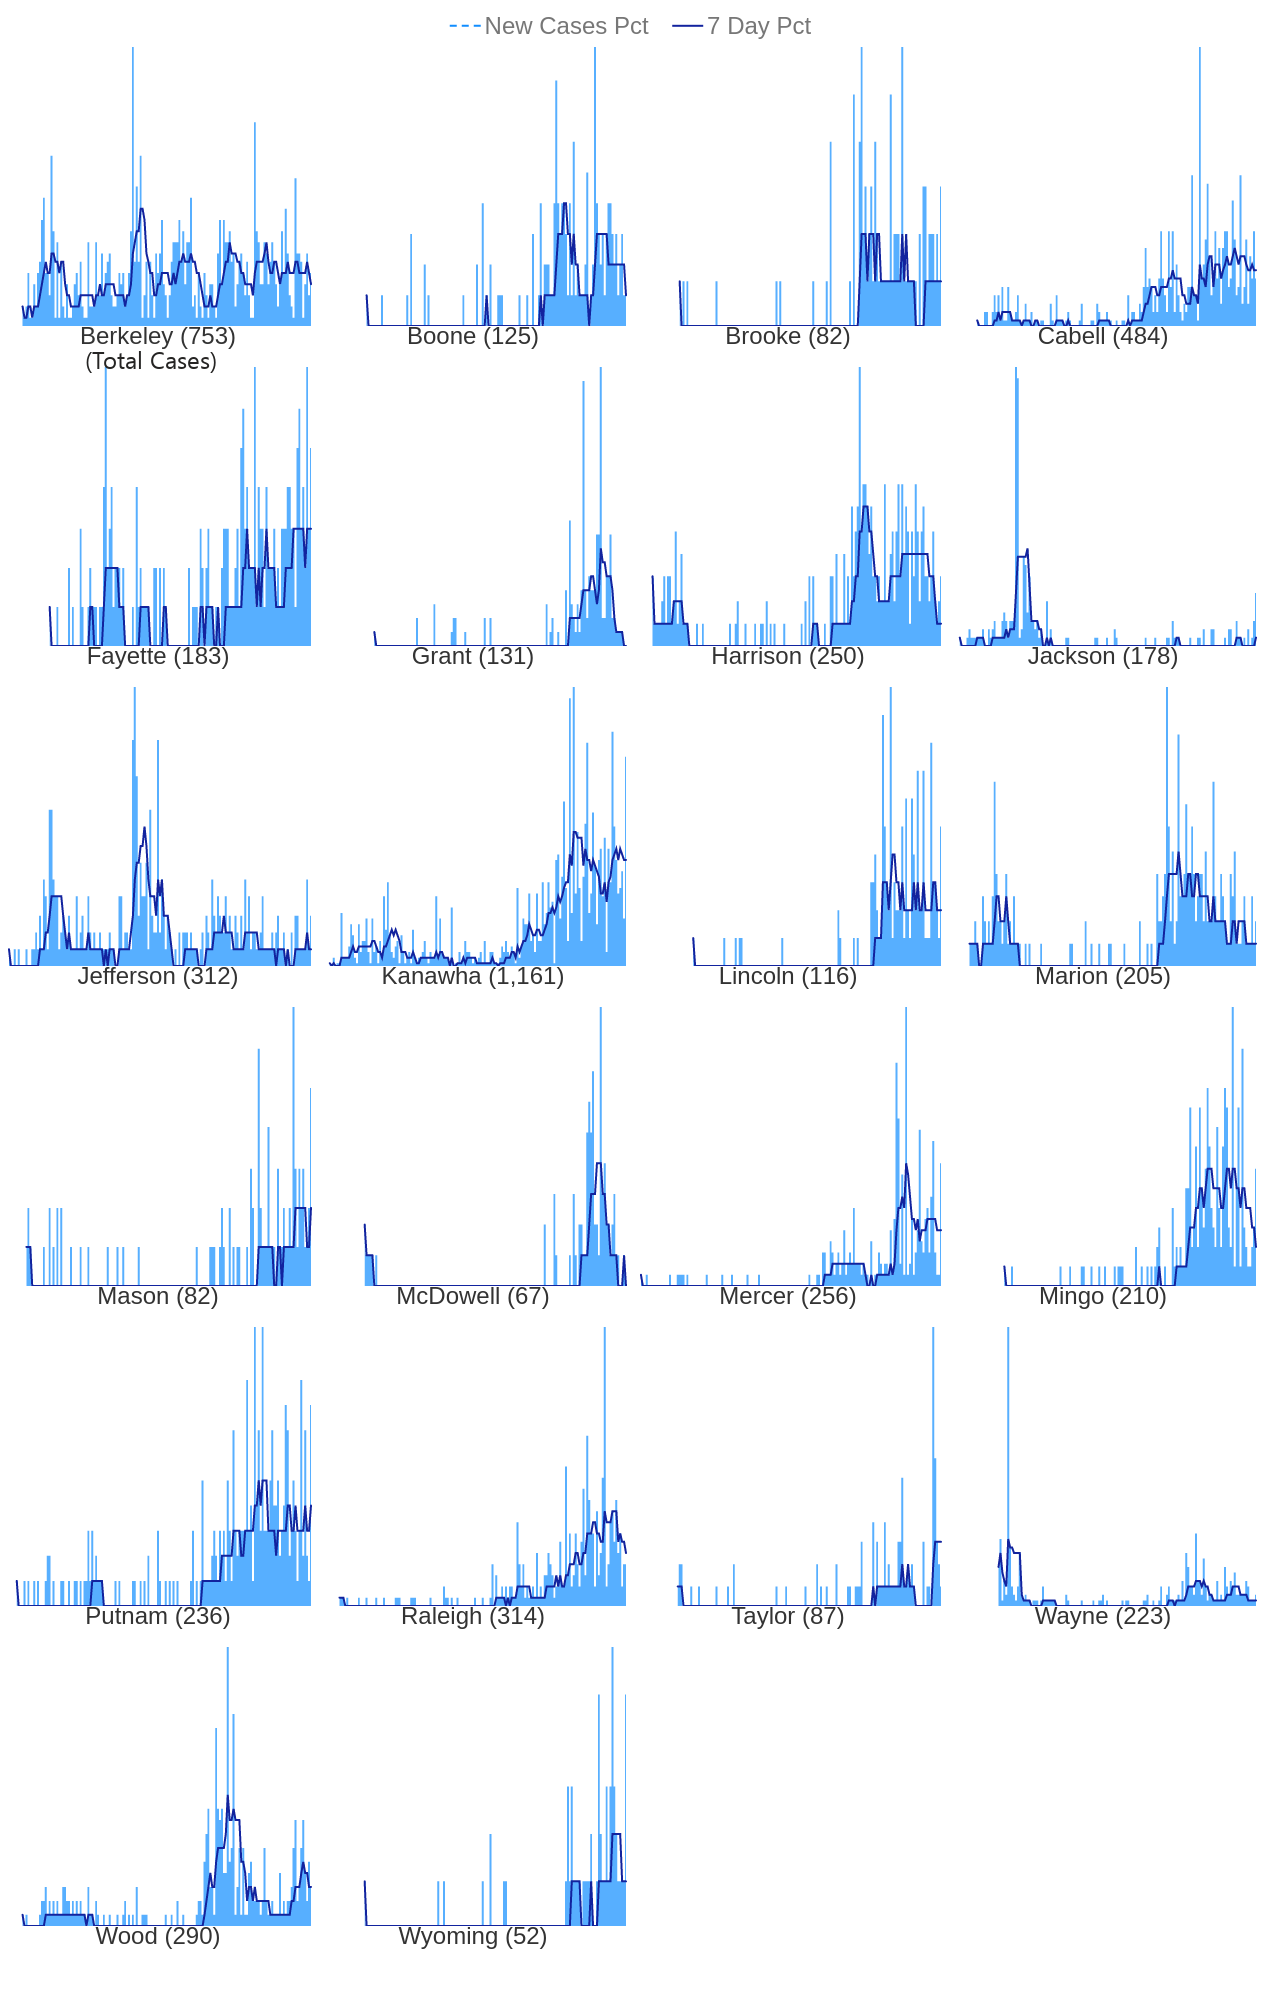 New Cases Pct 7 Day Pct
Berkeley (753) Boone (125) Brooke (82) Cabell (484)
(Total Cases)
Fayette (183) Grant (131) Harrison (250) Jackson (178)
Jefferson (312) Kanawha (1,161) Lincoln (116) Marion (205)
Mason (82) McDowell (67) Mercer (256) Mingo (210)
Putnam (236) Raleigh (314) Taylor (87) Wayne (223)
Wood (290) Wyoming (52)